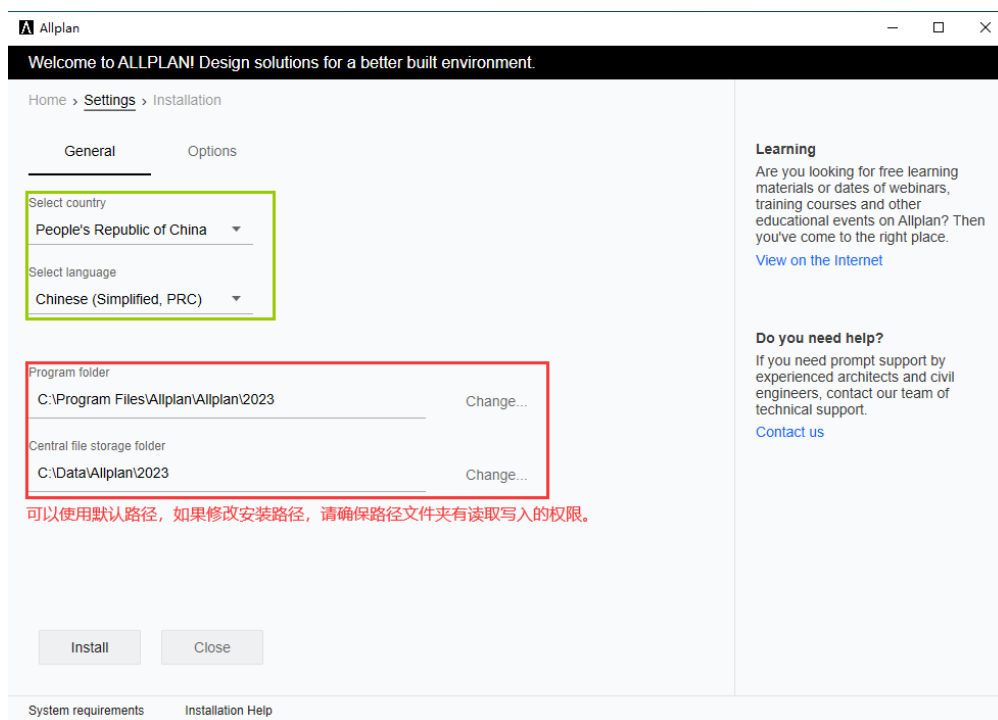 Allplan
Welcome to ALLPLAN! Design solutions for a better built environment.
Home › Settings › Installation
General Options
Select country
People's Republic of China
Select language
Chinese (Simplified, PRC)
Program folder
C:\Program Files\Allplan\Allplan\2023 Change...
Central file storage folder
C:\Data\Allplan\2023 Change...
可以使用默认路径，如果修改安装路径，请确保路径文件夹有读取写入的权限。
Install Close
Learning
Are you looking for free learning
materials or dates of webinars,
training courses and other
educational events on Allplan? Then
you've come to the right place.
View on the Internet
Do you need help?
If you need prompt support by
experienced architects and civil
engineers, contact our team of
technical support.
Contact us
System requirements Installation Help